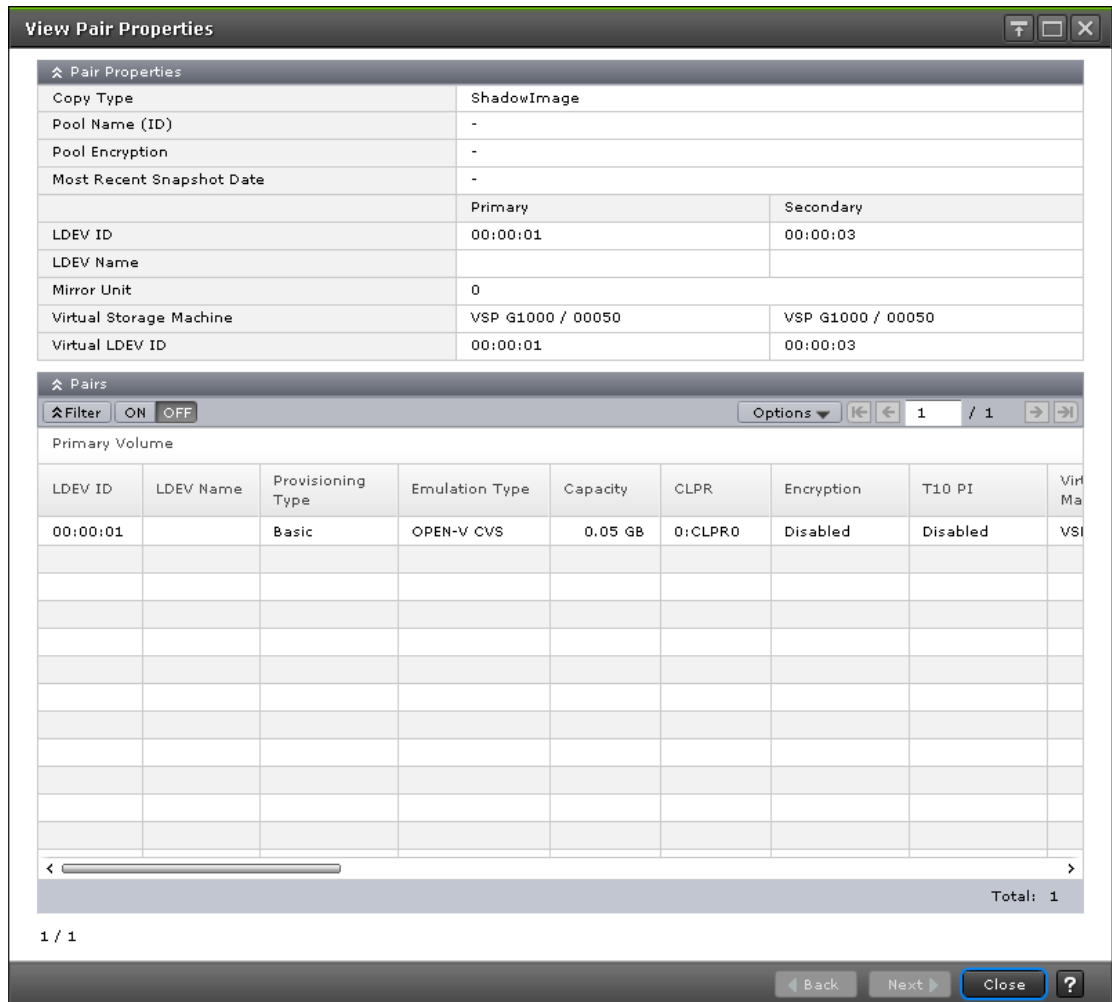 View Pair Properties
Pair Properties
Copy Type ShadowImage
Pool Name (ID) -
Pool Encryption -
Most Recent Snapshot Date -
Primary Secondary
LDEV ID 00:00:01 00:00:03
LDEV Name
Mirror Unit 0
Virtual Storage Machine VSP G1000 / 00050 VSP G1000 / 00050
Virtual LDEV ID 00:00:01 00:00:03
Pairs
Filter ON OFF Options 1 / 1
Primary Volume
LDEV ID LDEV Name Provisioning Type Emulation Type Capacity CLPR Encryption T10 PI
00:00:01 Basic OPEN-V CVS 0.05 GB 0:CLPR0 Disabled Disabled
Total: 1
1 / 1
Back Next Close ?